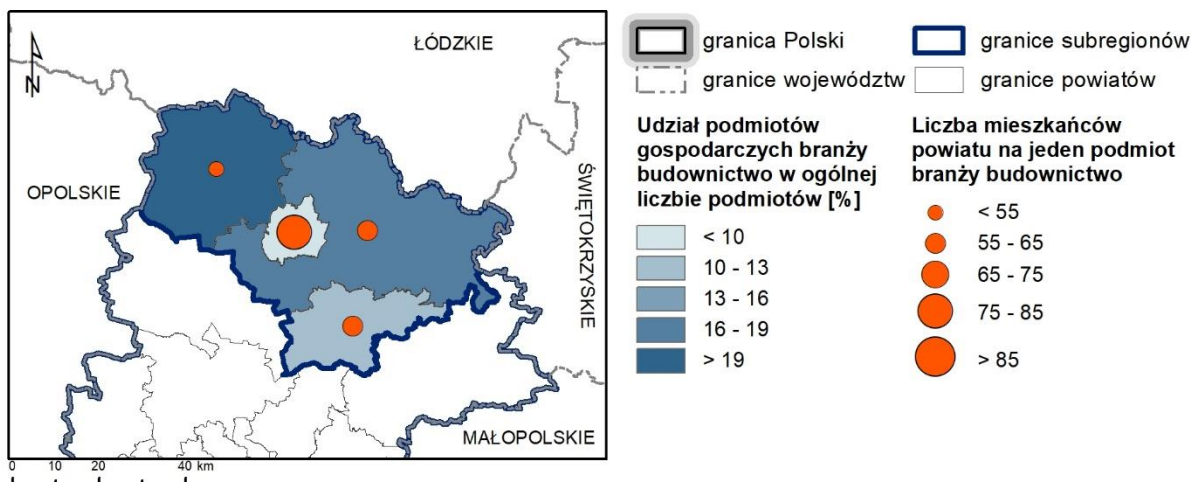 ŁÓDZKIE
N
OPOLSKIE
ŚWIĘTOKRZYSKIE
MAŁOPOLSKIE
0 10 20 40 km
granica Polski
granice województw
granice subregionów
granice powiatów
Udział podmiotów
gospodarczych branży
budownictwo w ogólnej
liczbie podmiotów [%]
< 10
10 - 13
13 - 16
16 - 19
> 19
Liczba mieszkańców
powiatu na jeden podmiot
branży budownictwo
< 55
55 - 65
65 - 75
75 - 85
> 85